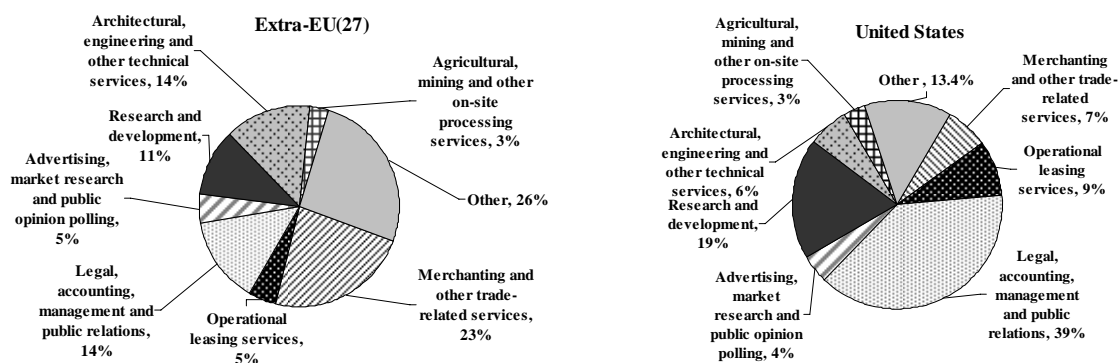 Extra-EU(27)
Architectural,
engineering and
other technical
services, 14%
Agricultural,
mining and other
on-site
processing
services, 3%
Research and
development,
11%
Advertising,
market research
and public
opinion polling,
5%
Other, 26%
Legal,
accounting,
management and
public relations,
14%
Operational
leasing services,
5%
Merchanting and
other trade-
related services,
23%
United States
Agricultural,
mining and
other on-site
processing
services, 3%
Other , 13.4%
Merchanting
and other trade-
related
services, 7%
Architectural,
engineering and
other technical
services, 6%
Operational
leasing
services, 9%
Research and
development,
19%
Advertising,
market
research and
public opinion
polling, 4%
Legal,
accounting,
management
and public
relations, 39%